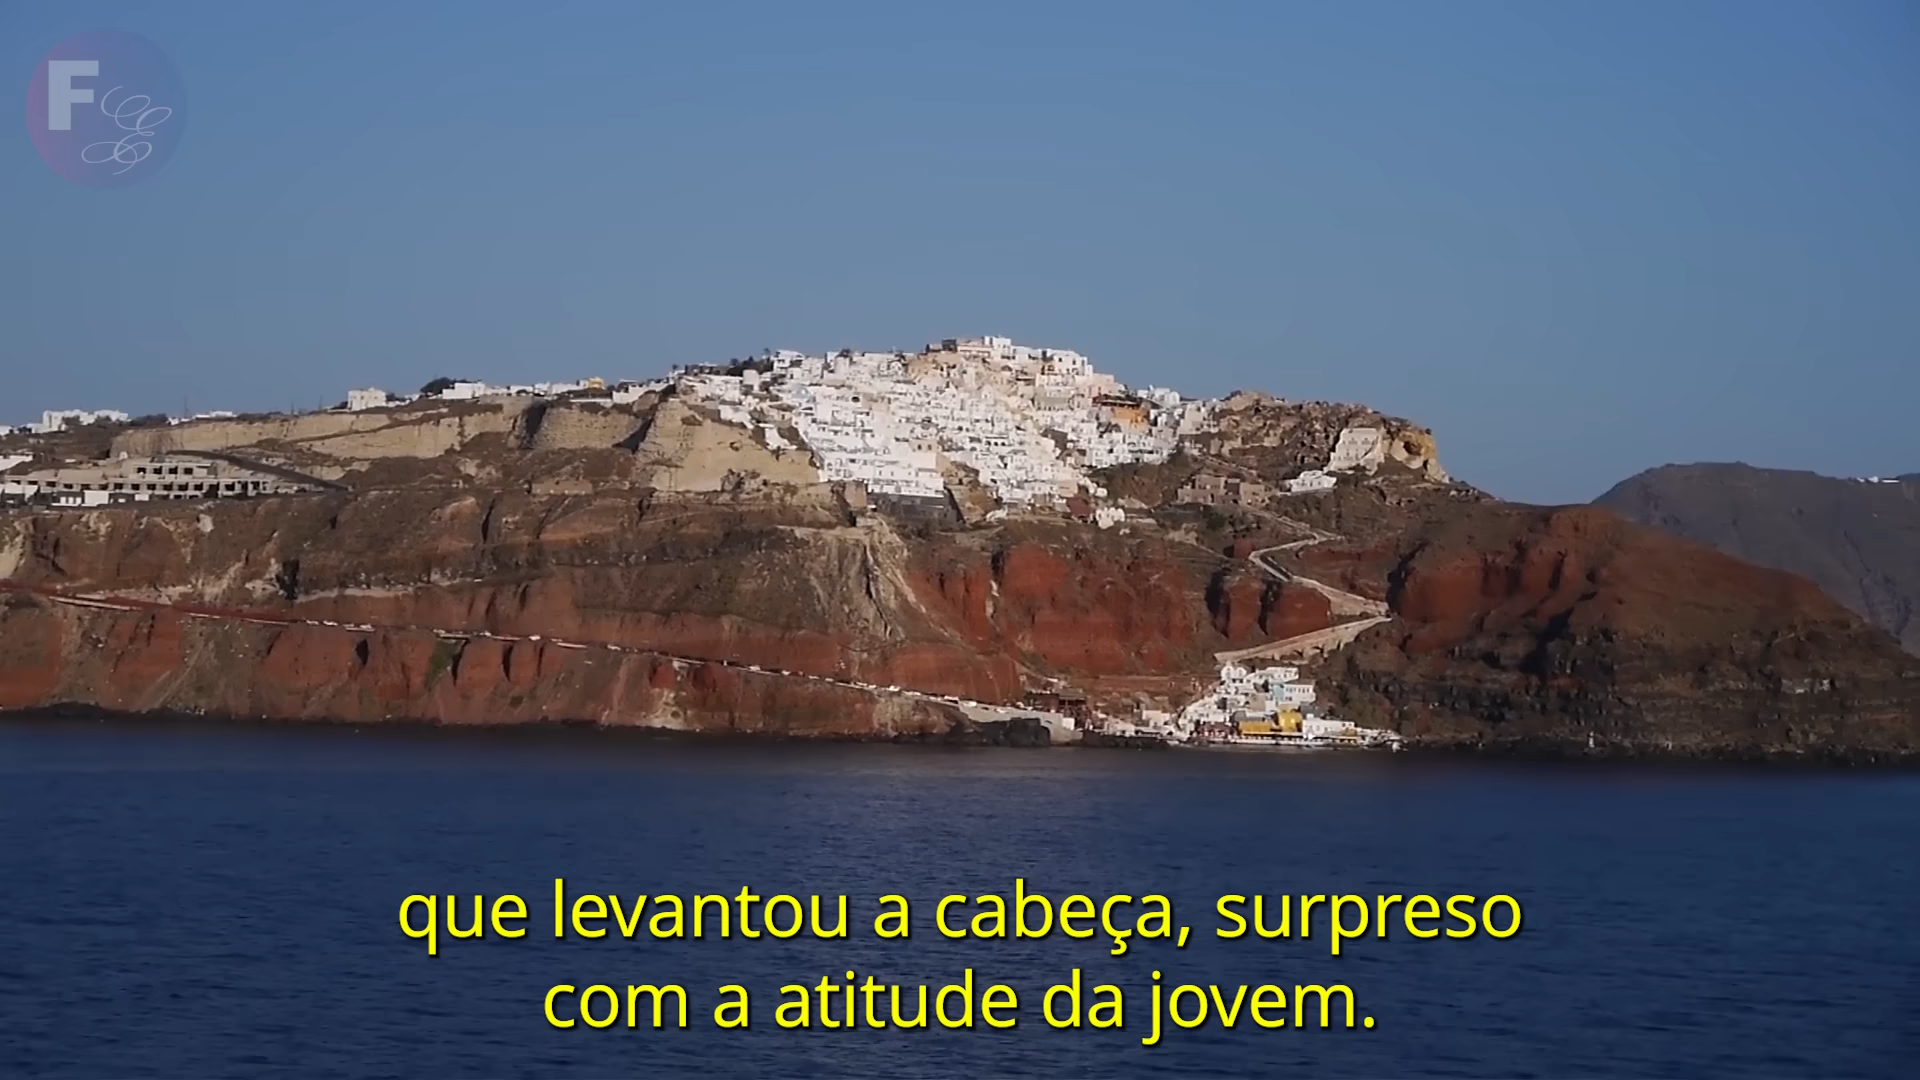 F
que levantou a cabeça, surpreso
com a atitude da jovem.